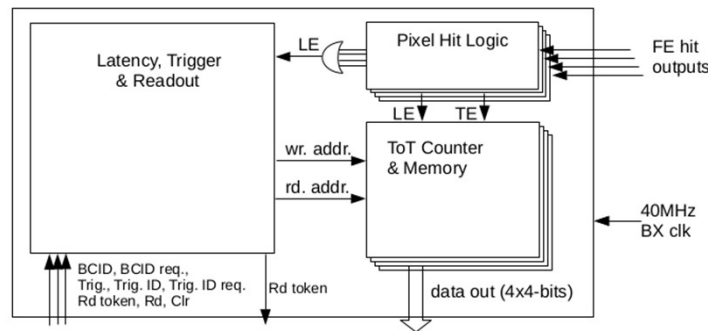 Latency, Trigger
& Readout
LE
Pixel Hit Logic
FE hit
outputs
LE
TE
wr. addr.
rd. addr.
ToT Counter
& Memory
40MHz
BX clk
BCID, BCID req.,
Trig., Trig. ID, Trig. ID req.
Rd token, Rd, Clr
Rd token
data out (4x4-bits)